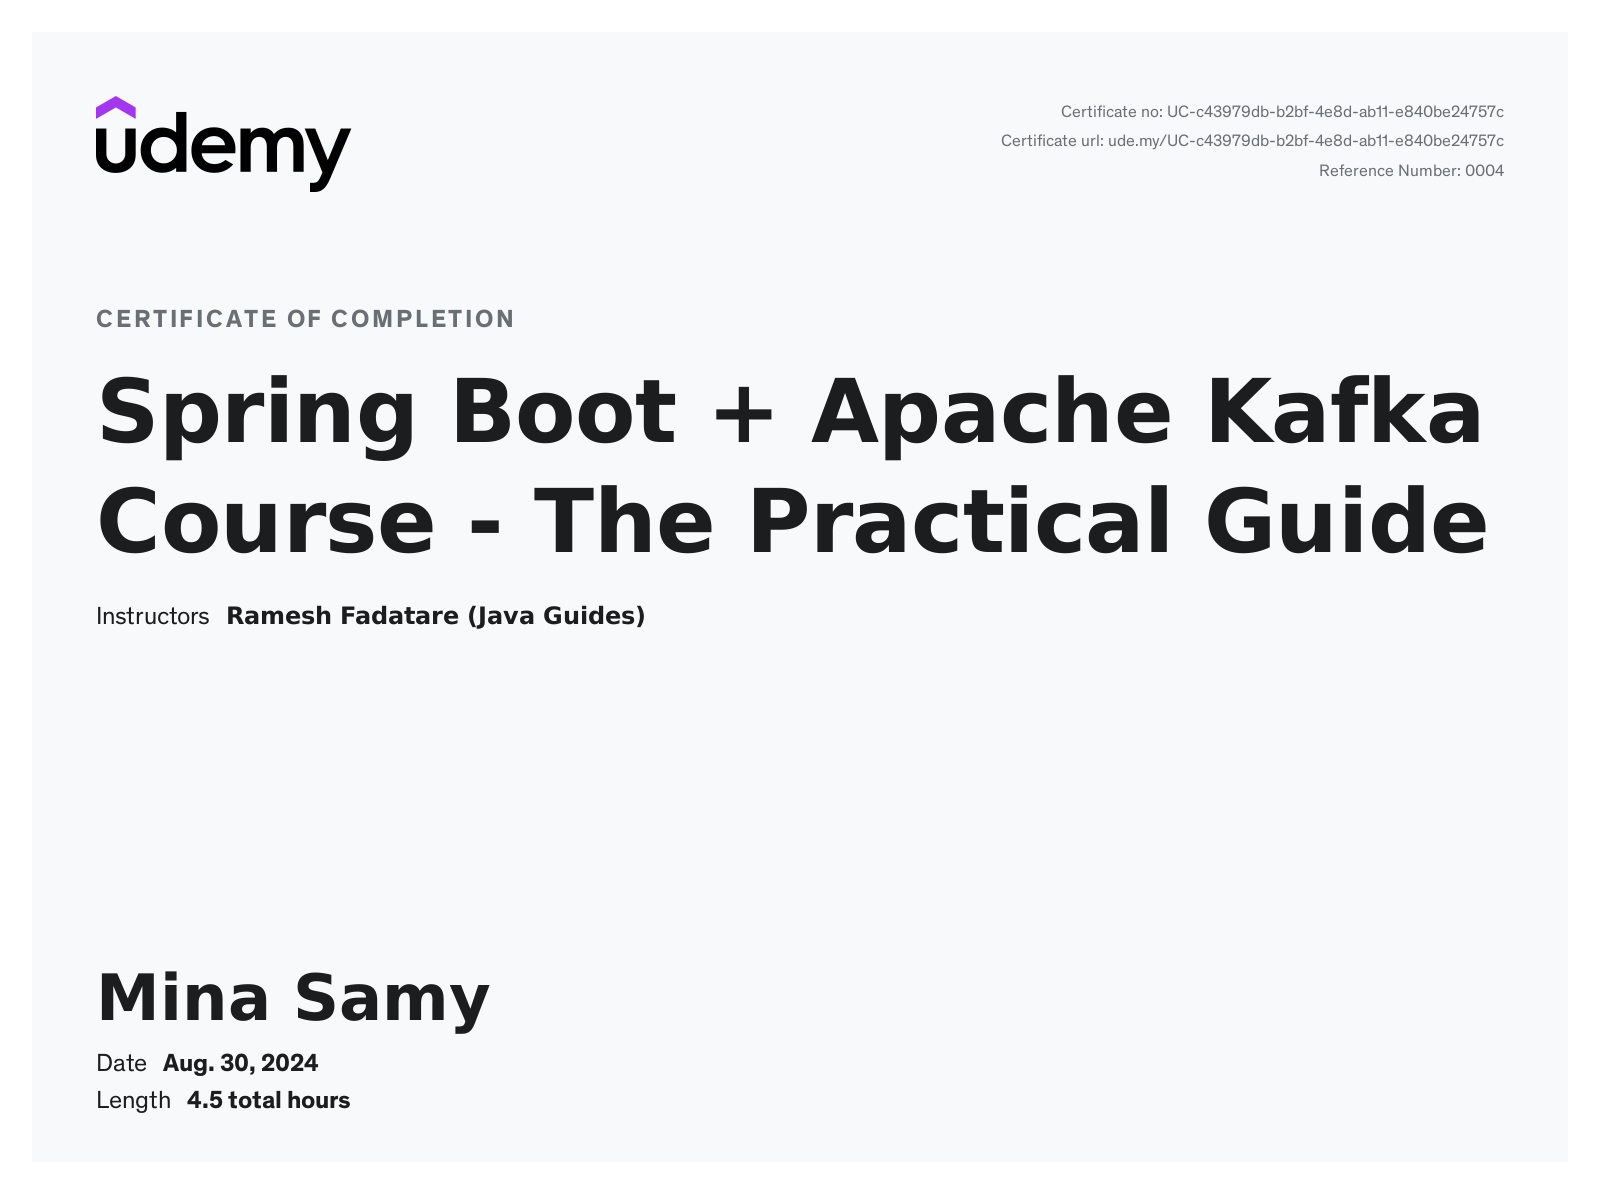 udemy
Certificate no: UC-c43979db-b2bf-4e8d-ab11-e840be24757c
Certificate url: ude.my/UC-c43979db-b2bf-4e8d-ab11-e840be24757c
Reference Number: 0004
CERTIFICATE OF COMPLETION
Spring Boot + Apache Kafka
Course - The Practical Guide
Instructors Ramesh Fadatare (Java Guides)
Mina Samy
Date Aug. 30, 2024
Length 4.5 total hours